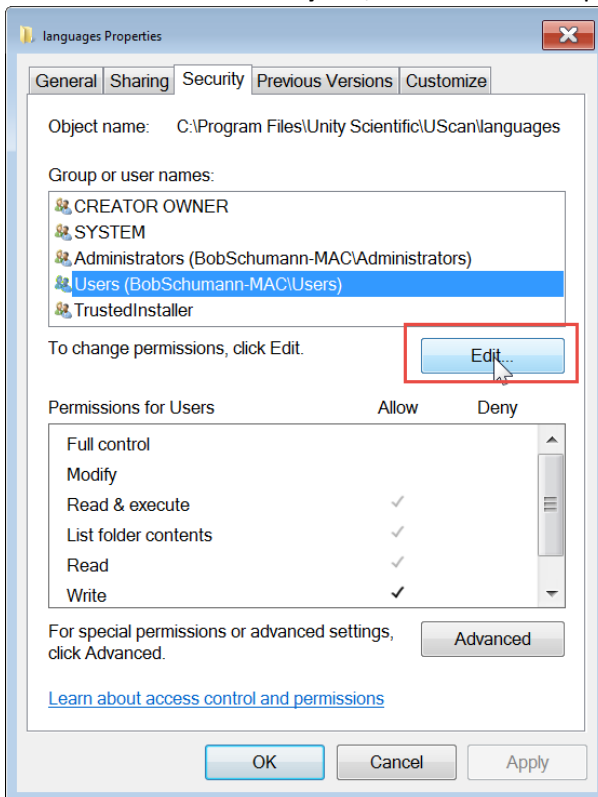 languages Properties
General Sharing Security Previous Versions Customize
Object name: C:\Program Files\Unity Scientific\UScan\languages
Group or user names:
CREATOR OWNER
SYSTEM
Administrators (BobSchumann-MAC\Administrators)
Users (BobSchumann-MAC\Users)
TrustedInstaller
To change permissions, click Edit.
Edit...
Permissions for Users Allow Deny
Full control
Modify
Read & execute
List folder contents
Read
Write
For special permissions or advanced settings,
click Advanced.
Advanced
Learn about access control and permissions
OK Cancel Apply